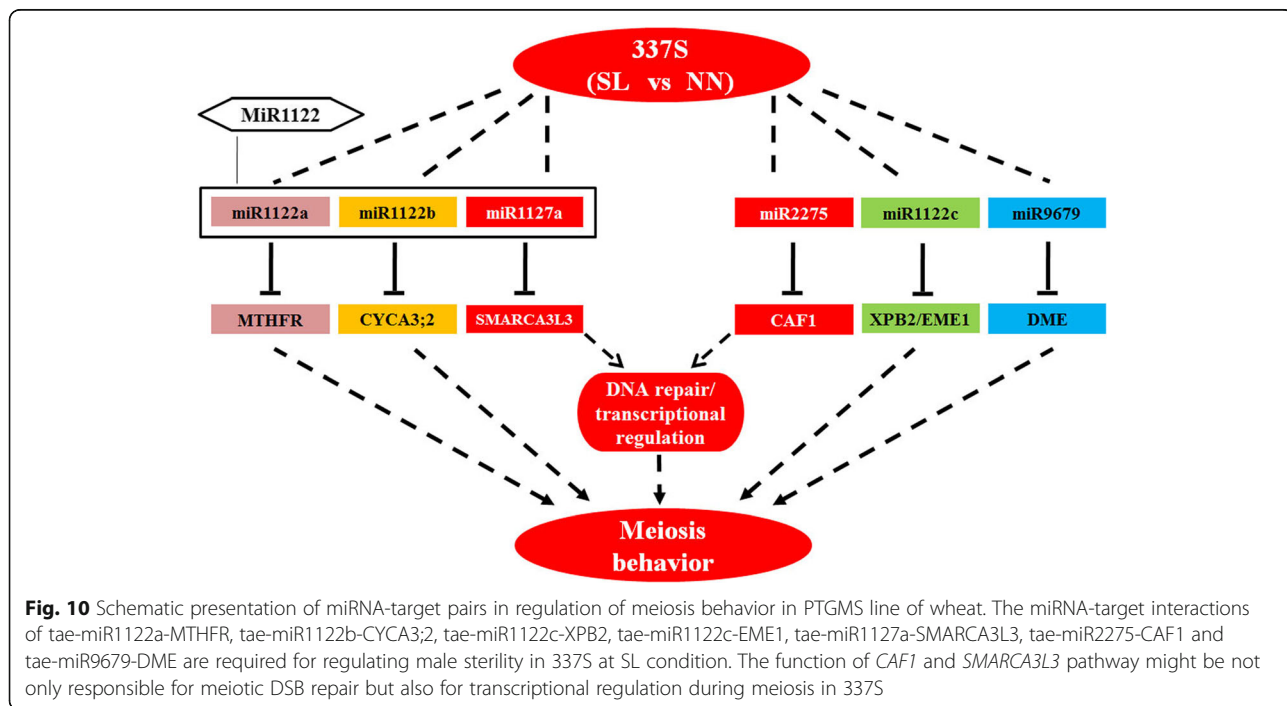 337S
(SL vs NN)
MiR1122
miR1122a
miR1122b
miR1127a
miR2275
miR1122c
miR9679
MTHFR
CYCA3;2
SMARCA3L3
CAF1
XPB2/EME1
DME
DNA repair/
transcriptional
regulation
Meiosis
behavior
Fig. 10 Schematic presentation of miRNA-target pairs in regulation of meiosis behavior in PTGMS line of wheat. The miRNA-target interactions
of tae-miR1122a-MTHFR, tae-miR1122b-CYCA3;2, tae-miR1122c-XPB2, tae-miR1122c-EME1, tae-miR1127a-SMARCA3L3, tae-miR2275-CAF1 and
tae-miR9679-DME are required for regulating male sterility in 337S at SL condition. The function of CAF1 and SMARCA3L3 pathway might be not
only responsible for meiotic DSB repair but also for transcriptional regulation during meiosis in 337S